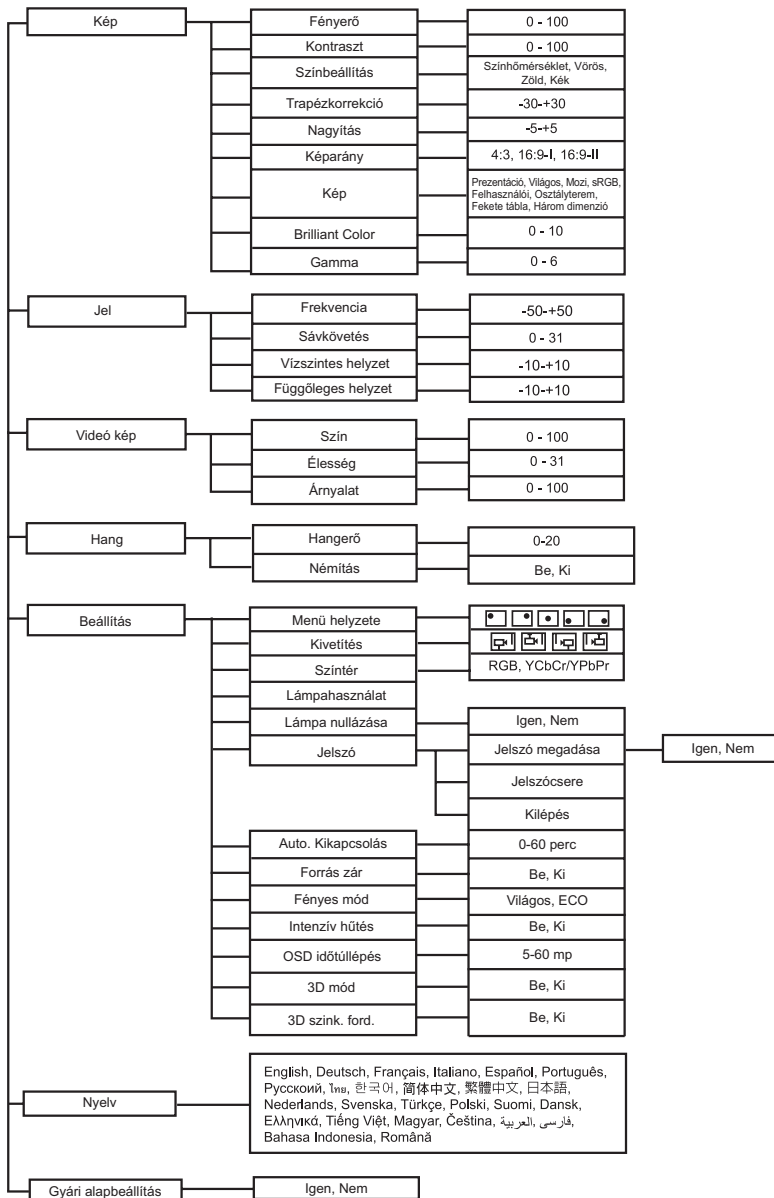 Kép
Fényerő
0 - 100
Kontraszt
0 - 100
Színbeállítás
Színhőmérséklet, Vörös,
Zöld, Kék
Trapézkorrekció
-30-+30
Nagyítás
-5-+5
Képarány
4:3, 16:9-I, 16:9-II
Kép
Prezentáció, Világos, Mozi, sRGB,
Felhasználói, Osztályterem,
Fekete tábla, Három dimenzió
Brilliant Color
0 - 10
Gamma
0 - 6
Jel
Frekvencia
-50-+50
Sávkövetés
0 - 31
Vízszintes helyzet
-10-+10
Függőleges helyzet
-10-+10
Videó kép
Szín
0 - 100
Élesség
0 - 31
Árnyalat
0 - 100
Hang
Hangerő
0-20
Némítás
Be, Ki
Beállítás
Menü helyzete
Kivetítés
Színtér
RGB, YCbCr/YPbPr
Lámpahasználat
Lámpa nullázása
Igen, Nem
Jelszó
Jelszó megadása
Igen, Nem
Jelszócsere
Kilépés
Auto. Kikapcsolás
0-60 perc
Forrás zár
Be, Ki
Fényes mód
Világos, ECO
Intenzív hűtés
Be, Ki
OSD időtúllépés
5-60 mp
3D mód
Be, Ki
3D szink. ford.
Be, Ki
Nyelv
English, Deutsch, Français, Italiano, Español, Português,
Русскоий, ไทย, 한국어, 简体中文, 繁體中文, 日本語,
Nederlands, Svenska, Türkçe, Polski, Suomi, Dansk,
Ελληνικά, Tiếng Việt, Magyar, Čeština, العربية, فارسی,
Bahasa Indonesia, Română
Gyári alapbeállítás
Igen, Nem